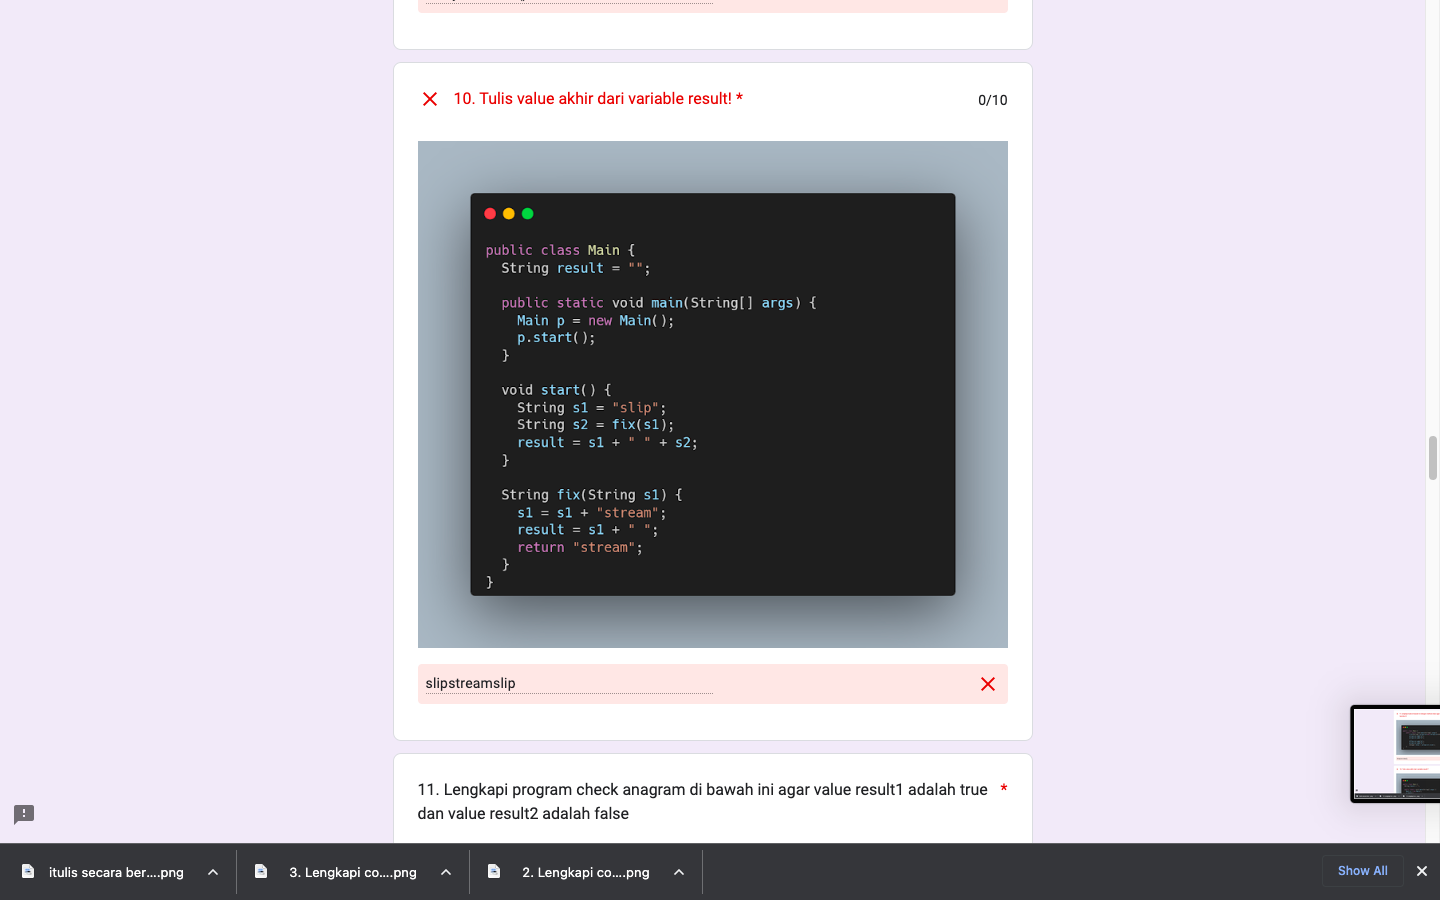 10. Tulis value akhir dari variable result! *
0/10
public class Main {
String result = "";
public static void main(String[] args) {
Main p = new Main();
p.start();
}
void start() {
String s1 = "slip";
String s2 = fix(s1);
result = s1 + " " + s2;
}
String fix(String s1) {
s1 = s1 + "stream";
result = s1 + " ";
return "stream";
}
}
slipstreamslip
11. Lengkapi program check anagram di bawah ini agar value result1 adalah true *
dan value result2 adalah false
itulis secara ber....png
3. Lengkapi co....png
2. Lengkapi co....png
Show All